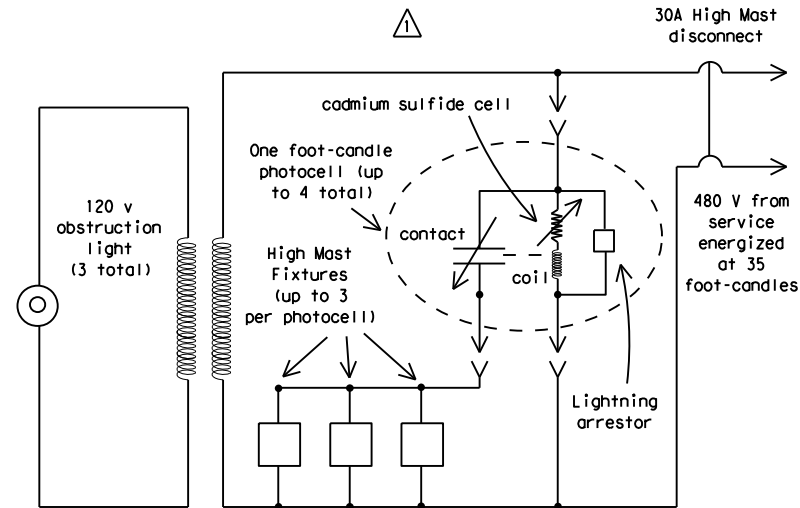 1
30A High Mast
disconnect
cadmium sulfide cell
One foot-candle
photocell (up
to 4 total)
120 v
obstruction
light
(3 total)
contact
480 V from
service
energized
at 35
foot-candles
High Mast
Fixtures
(up to 3
per photocell)
coil
Lightning
arrestor